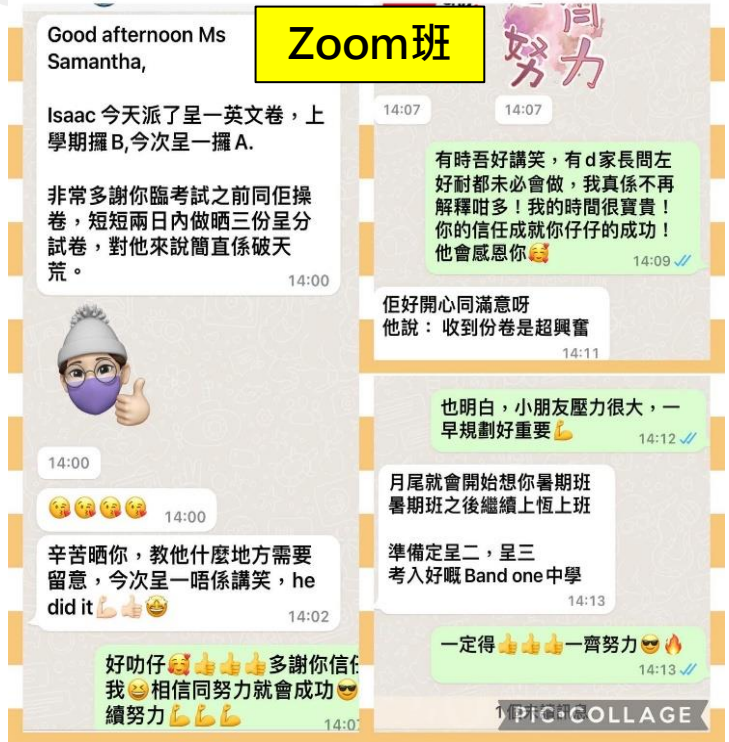 Zoom班
Good afternoon Ms
Samantha,
Isaac 今天派了呈一英文卷，上
學期攞B,今次呈一攞A.
非常多謝你臨考試之前同佢操
卷，短短兩日內做晒三份呈分
試卷，對他來說簡直係破天
荒。
14:00
14:00
14:00
辛苦晒你，教他什麼地方需要
留意，今次呈一唔係講笑，he
did it💪🏻👍🏻🤩
14:02
好叻仔🥰👍👍👍多謝你信任
我😆相信同努力就會成功😎
續努力💪💪💪
14:07
努力
14:07
14:07
有時吾好講笑，有d家長問左
好耐都未必會做，我真係不再
解釋咁多！我的時間很寶貴！
你的信任成就你仔仔的成功！
他會感恩你🥰
14:09
佢好開心同滿意呀
他說： 收到份卷是超興奮
14:11
也明白，小朋友壓力很大，一
早規劃好重要💪
14:12
月尾就會開始想你暑期班
暑期班之後繼續上恆上班
準備定呈二，呈三
考入好嘅Band one中學
14:13
一定得👍👍👍一齊努力😎🔥
14:13
PIC•COLLAGE